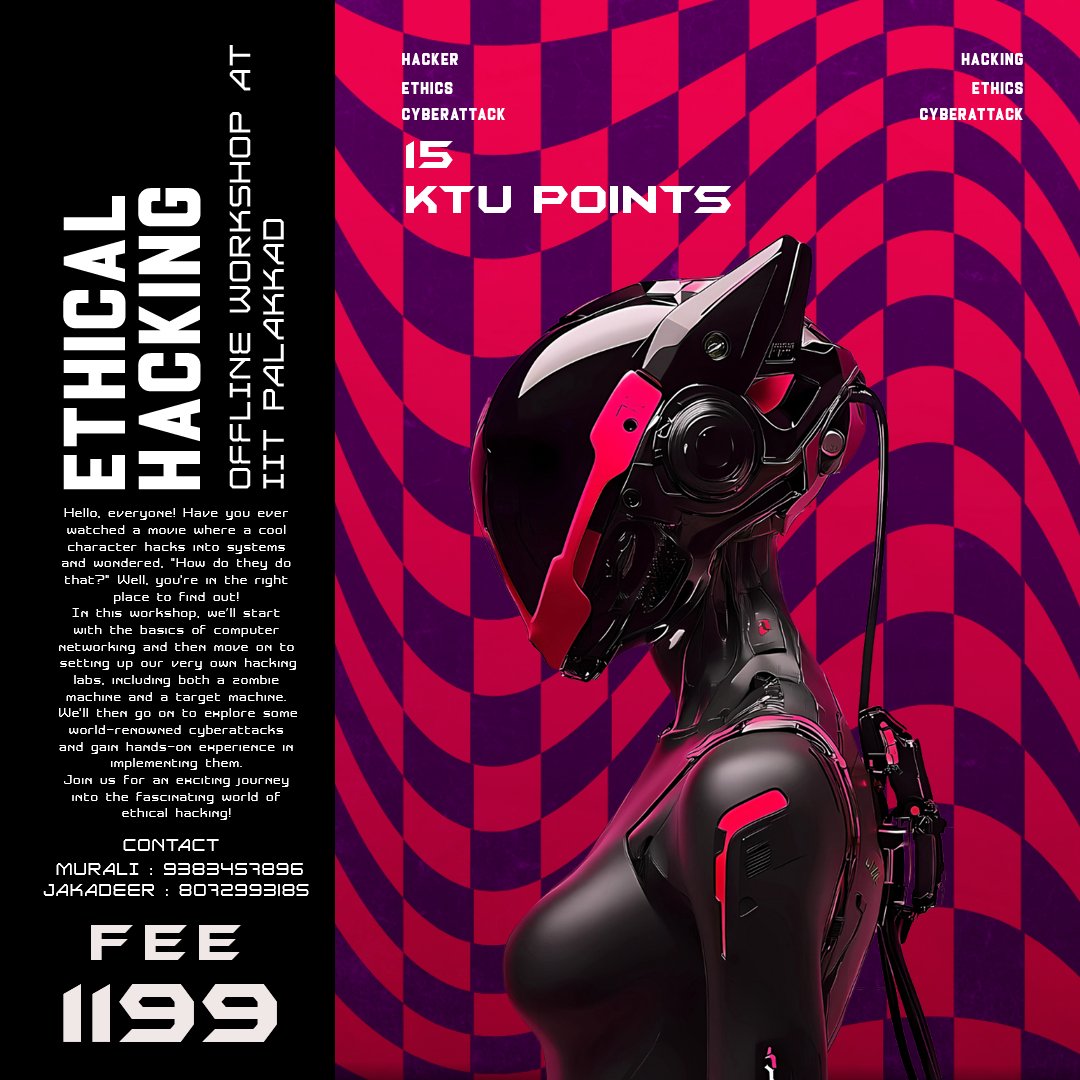 ETHICAL
HACKING
OFFLINE WORKSHOP AT
IIT PALAKKAD
Hello, everyone! Have you ever
watched a movie where a cool
character hacks into systems
and wondered, "How do they do
that?" Well, you're in the right
place to find out!
In this workshop, we'll start
with the basics of computer
networking and then move on to
setting up our very own hacking
labs, including both a zombie
machine and a target machine.
We'll then go on to explore some
world-renowned cyberattacks
and gain hands-on experience in
implementing them.
Join us for an exciting journey
into the fascinating world of
ethical hacking!
CONTACT
MURALI : 9383457896
JAKADEER : 8072993185
FEE
1199
HACKER
ETHICS
CYBERATTACK
HACKING
ETHICS
CYBERATTACK
15
KTU POINTS